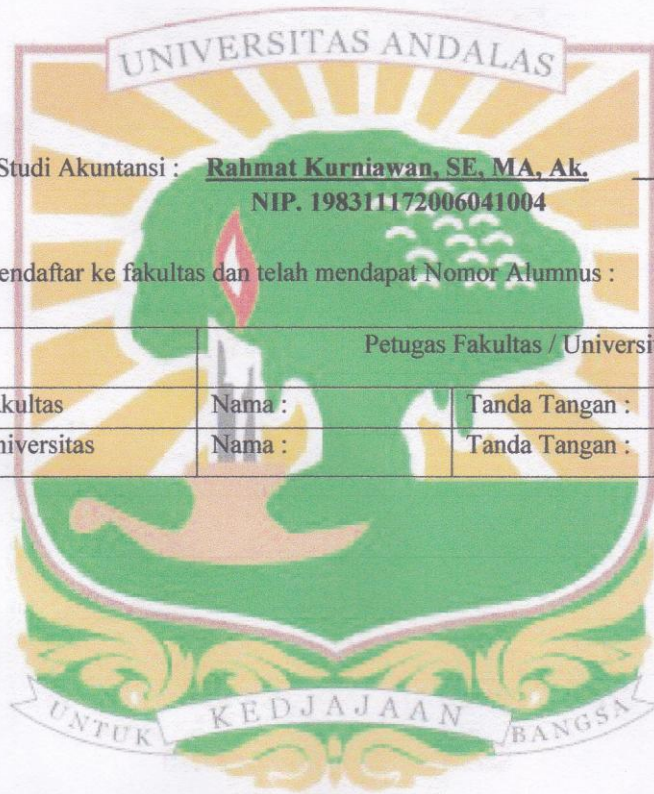 UNIVERSITAS ANDALAS
Studi Akuntansi : Rahmat Kurniawan, SE, MA, Ak.
NIP. 198311172006041004
endaftar ke fakultas dan telah mendapat Nomor Alumnus :
Petugas Fakultas / Universi
kultas Nama : Tanda Tangan :
niversitas Nama : Tanda Tangan :
UNTUK KEDJAJAAN BANGSA